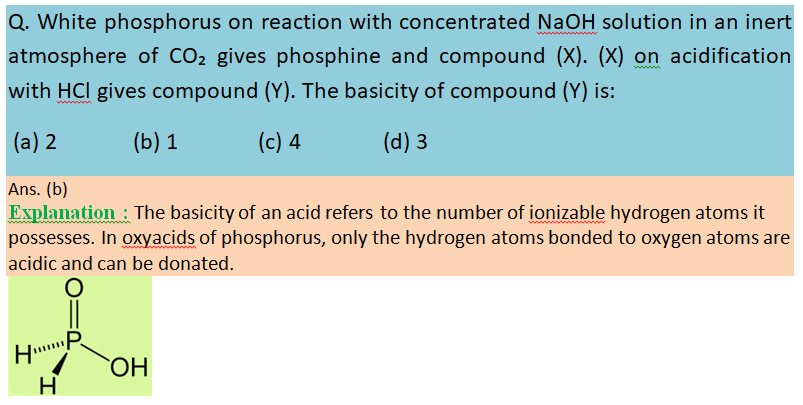 Q. White phosphorus on reaction with concentrated NaOH solution in an inert
atmosphere of CO₂ gives phosphine and compound (X). (X) on acidification
with HCl gives compound (Y). The basicity of compound (Y) is:
(a) 2 (b) 1 (c) 4 (d) 3
Ans. (b)
Explanation : The basicity of an acid refers to the number of ionizable hydrogen atoms it
possesses. In oxyacids of phosphorus, only the hydrogen atoms bonded to oxygen atoms are
acidic and can be donated.
O
H P
OH
H